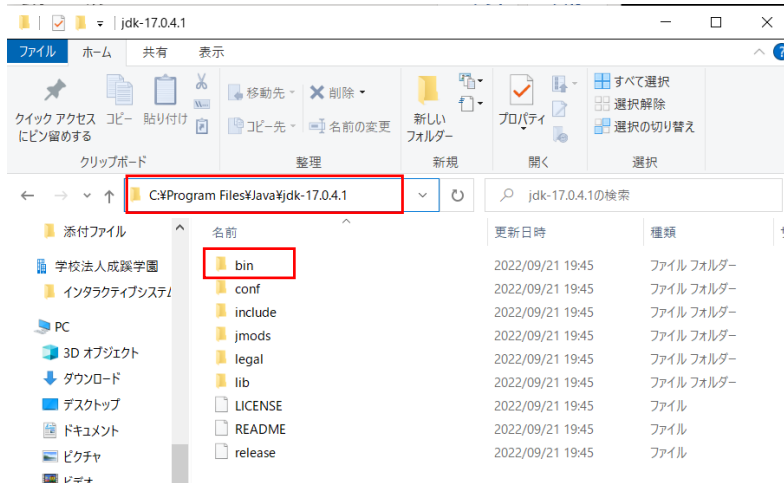 jdk-17.0.4.1
ファイル ホーム 共有 表示
クイック アクセスにピン留めする
コピー
貼り付け
クリップボード
移動先
コピー先
削除
名前の変更
整理
新しいフォルダー
新規
プロパティ
開く
すべて選択
選択解除
選択の切り替え
選択
C:¥Program Files¥Java¥jdk-17.0.4.1
jdk-17.0.4.1の検索
添付ファイル
学校法人成蹊学園
インタラクティブシステム
PC
3D オブジェクト
ダウンロード
デスクトップ
ドキュメント
ピクチャ
ビデオ
名前 更新日時 種類
bin 2022/09/21 19:45 ファイル フォルダー
conf 2022/09/21 19:45 ファイル フォルダー
include 2022/09/21 19:45 ファイル フォルダー
jmods 2022/09/21 19:45 ファイル フォルダー
legal 2022/09/21 19:45 ファイル フォルダー
lib 2022/09/21 19:45 ファイル フォルダー
LICENSE 2022/09/21 19:45 ファイル
README 2022/09/21 19:45 ファイル
release 2022/09/21 19:45 ファイル